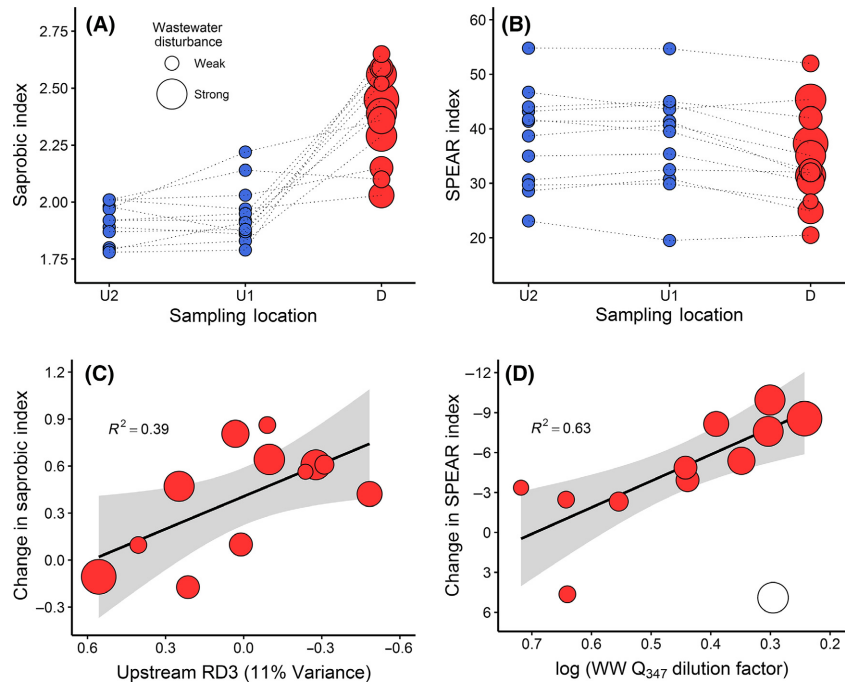 (A)
Wastewater
disturbance
Weak
Strong
2.75
2.50
2.25
2.00
1.75
Saprobic index
U2 U1 D
Sampling location
(B)
60
50
40
30
20
SPEAR index
U2 U1 D
Sampling location
(C)
R² = 0.39
1.2
0.9
0.6
0.3
0.0
−0.3
Change in saprobic index
0.6 0.3 0.0 −0.3 −0.6
Upstream RD3 (11% Variance)
(D)
R² = 0.63
−12
−9
−6
−3
0
3
6
Change in SPEAR index
0.7 0.6 0.5 0.4 0.3 0.2
log (WW Q₃₄₇ dilution factor)